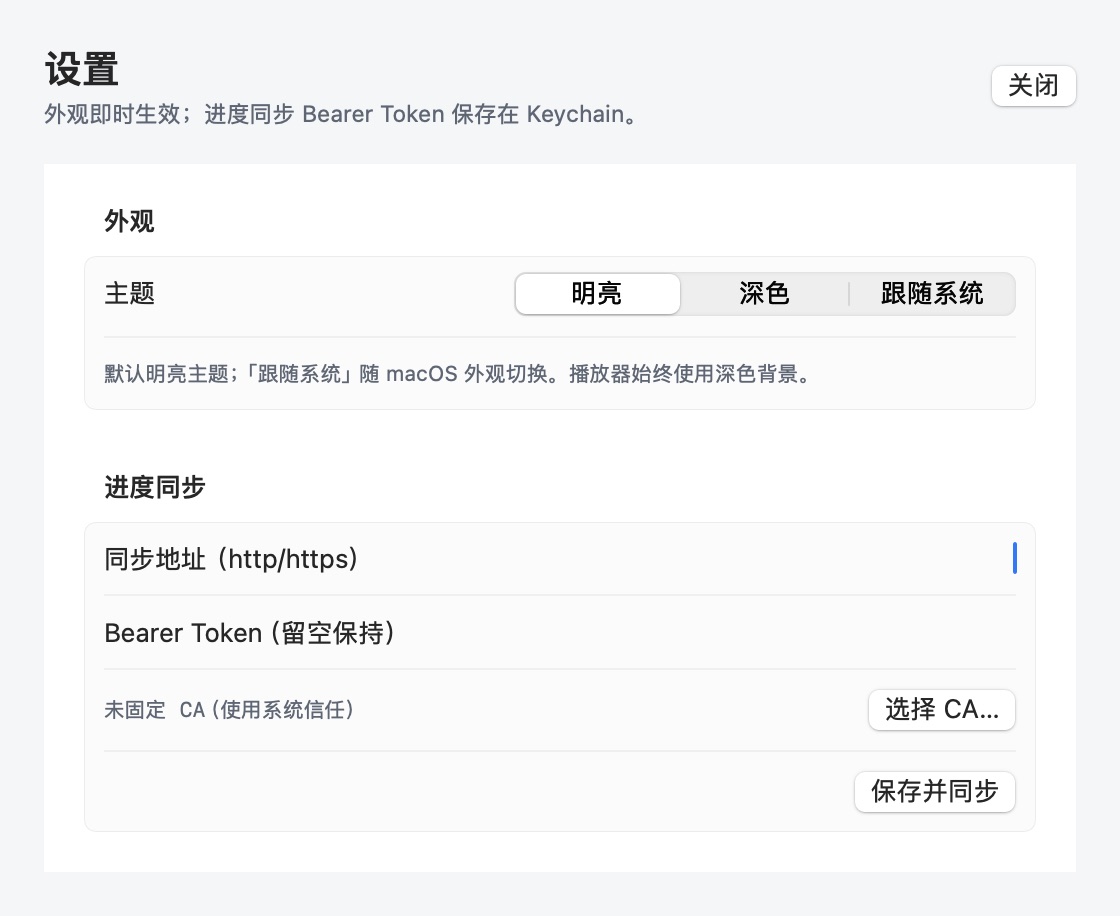 设置
关闭
外观即时生效；进度同步 Bearer Token 保存在 Keychain。
外观
主题
明亮
深色
跟随系统
默认明亮主题；「跟随系统」随 macOS 外观切换。播放器始终使用深色背景。
进度同步
同步地址（http/https）
Bearer Token (留空保持)
未固定 CA (使用系统信任)
选择 CA...
保存并同步